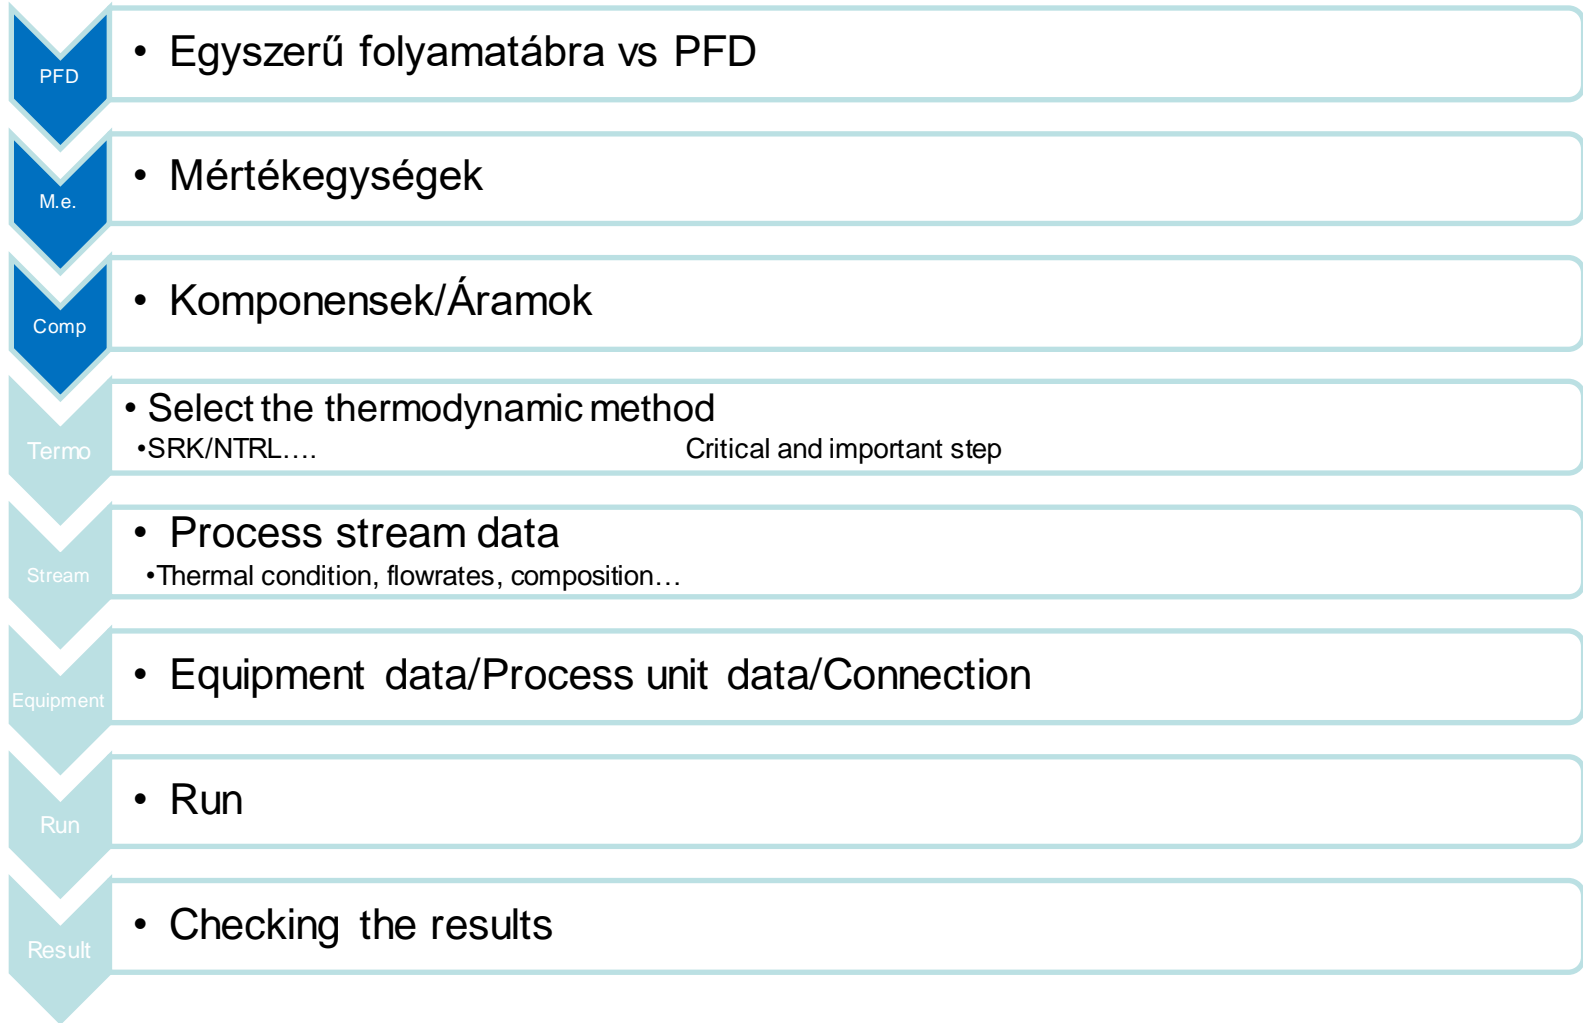 PFD
• Egyszerű folyamatábra vs PFD
M.e.
• Mértékegységek
Comp
• Komponensek/Áramok
Termo
• Select the thermodynamic method
•SRK/NTRL…. Critical and important step
Stream
• Process stream data
•Thermal condition, flowrates, composition…
Equipment
• Equipment data/Process unit data/Connection
Run
• Run
Result
• Checking the results